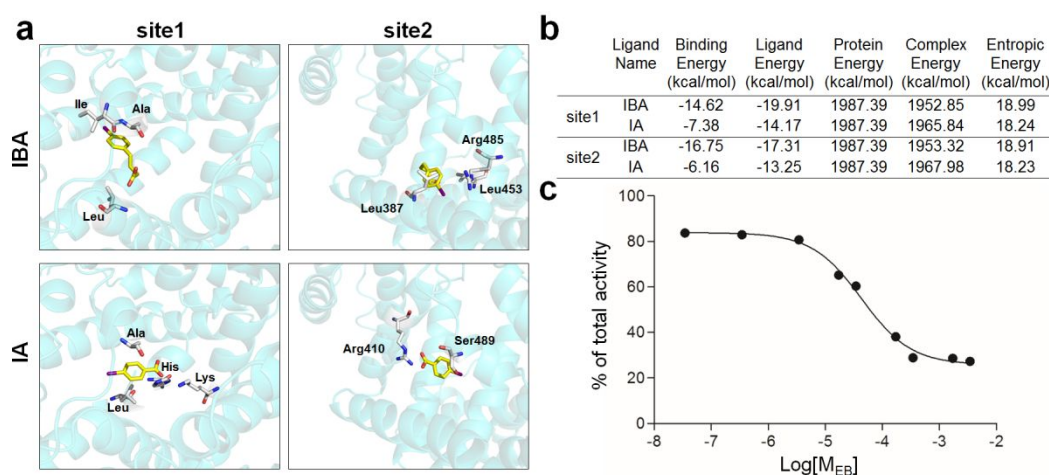 a
site1
site2
IBA
IA
Ile
Ala
Leu
Arg485
Leu453
Leu387
Ala
His
Lys
Leu
Arg410
Ser489
b
Ligand Name Binding Energy (kcal/mol) Ligand Energy (kcal/mol) Protein Energy (kcal/mol) Complex Energy (kcal/mol) Entropic Energy (kcal/mol)
site1 IBA -14.62 -19.91 1987.39 1952.85 18.99
IA -7.38 -14.17 1987.39 1965.84 18.24
site2 IBA -16.75 -17.31 1987.39 1953.32 18.91
IA -6.16 -13.25 1987.39 1967.98 18.23
c
% of total activity
100
80
60
40
20
0
-8 -7 -6 -5 -4 -3 -2
Log[M_EB]